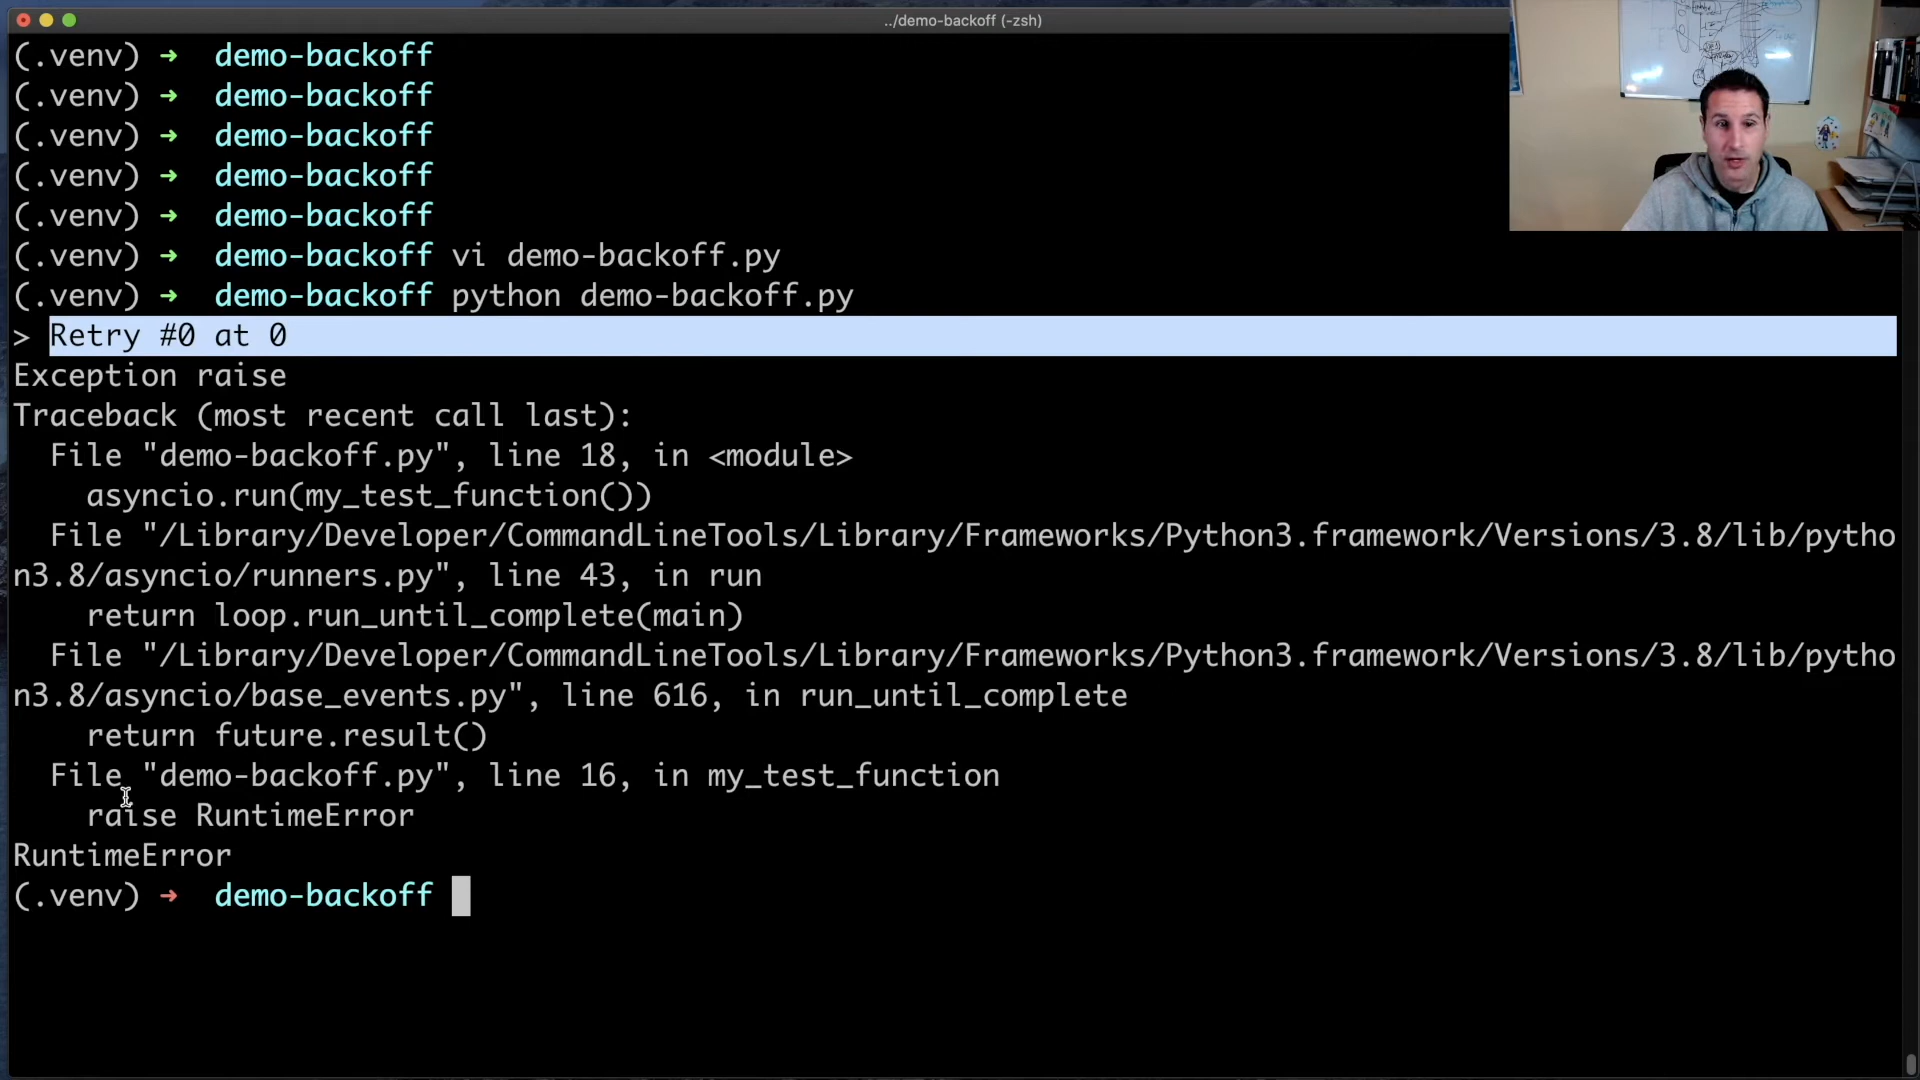 ../demo-backoff (-zsh)
(.venv) ➜ demo-backoff
(.venv) ➜ demo-backoff
(.venv) ➜ demo-backoff
(.venv) ➜ demo-backoff
(.venv) ➜ demo-backoff
(.venv) ➜ demo-backoff vi demo-backoff.py
(.venv) ➜ demo-backoff python demo-backoff.py
> Retry #0 at 0
Exception raise
Traceback (most recent call last):
  File "demo-backoff.py", line 18, in <module>
    asyncio.run(my_test_function())
  File "/Library/Developer/CommandLineTools/Library/Frameworks/Python3.framework/Versions/3.8/lib/pytho
n3.8/asyncio/runners.py", line 43, in run
    return loop.run_until_complete(main)
  File "/Library/Developer/CommandLineTools/Library/Frameworks/Python3.framework/Versions/3.8/lib/pytho
n3.8/asyncio/base_events.py", line 616, in run_until_complete
    return future.result()
  File "demo-backoff.py", line 16, in my_test_function
    raise RuntimeError
RuntimeError
(.venv) ➜ demo-backoff